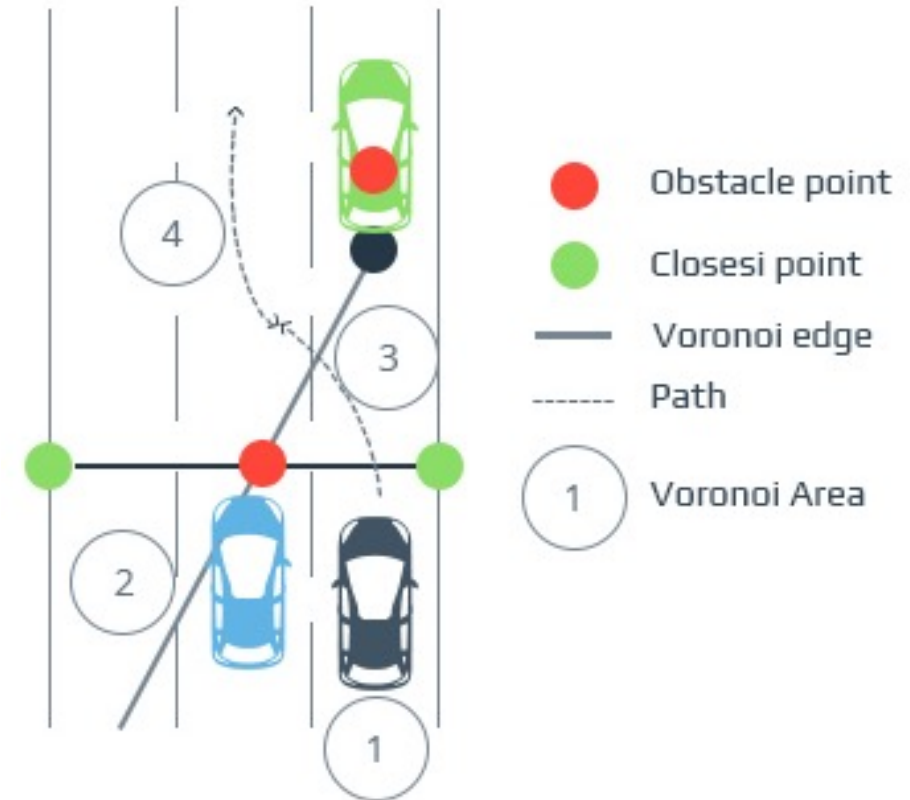 4
3
2
1
Obstacle point
Closesi point
Voronoi edge
Path
1
Voronoi Area